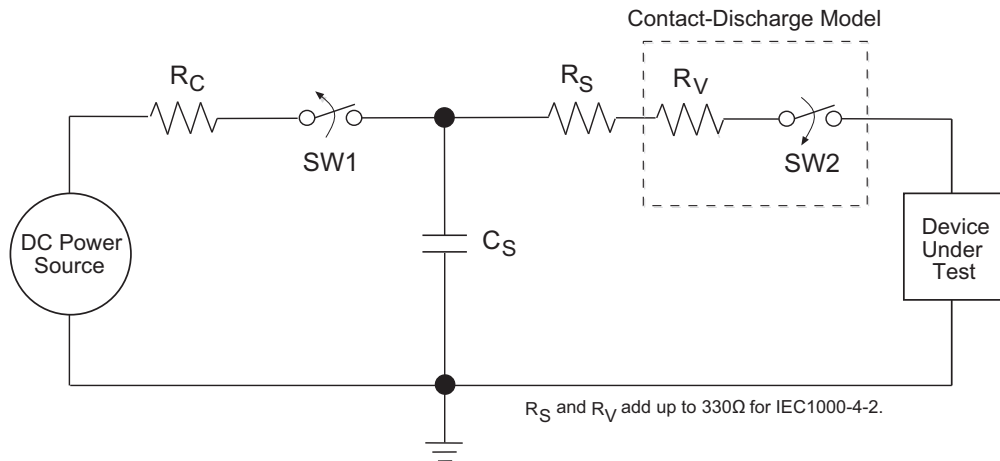 Contact-Discharge Model
RC
RS
RV
SW1
SW2
DC Power
Source
CS
Device
Under
Test
RS and RV add up to 330Ω for IEC1000-4-2.